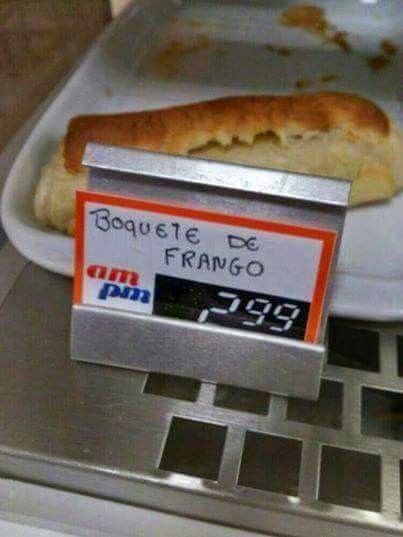 BOQUETE DE
FRANGO
am
pm
2,99